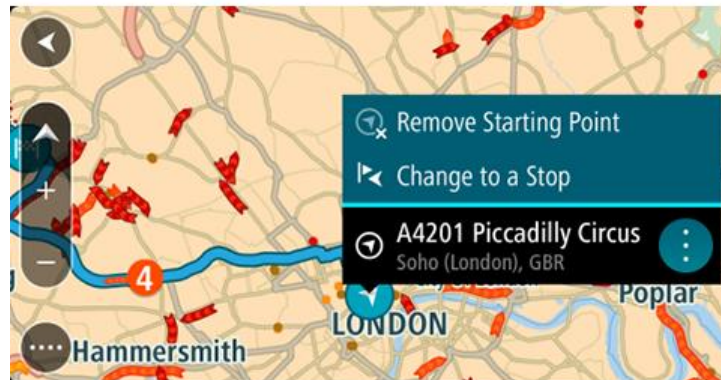 Remove Starting Point
Change to a Stop
A4201 Piccadilly Circus
Soho (London), GBR
4
Poplar
LONDON
Hammersmith